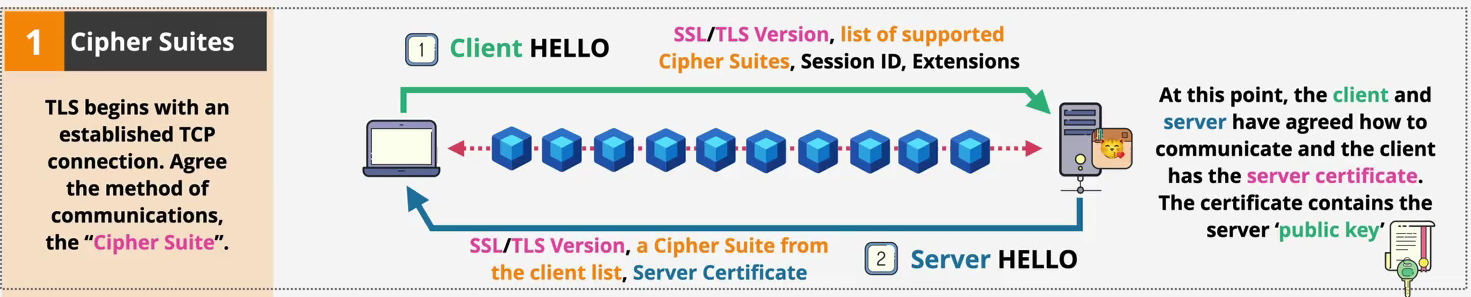 1 Cipher Suites
TLS begins with an
established TCP
connection. Agree
the method of
communications,
the “Cipher Suite”.
1 Client HELLO
SSL/TLS Version, list of supported
Cipher Suites, Session ID, Extensions
SSL/TLS Version, a Cipher Suite from
the client list, Server Certificate
2 Server HELLO
At this point, the client and
server have agreed how to
communicate and the client
has the server certificate.
The certificate contains the
server ‘public key’